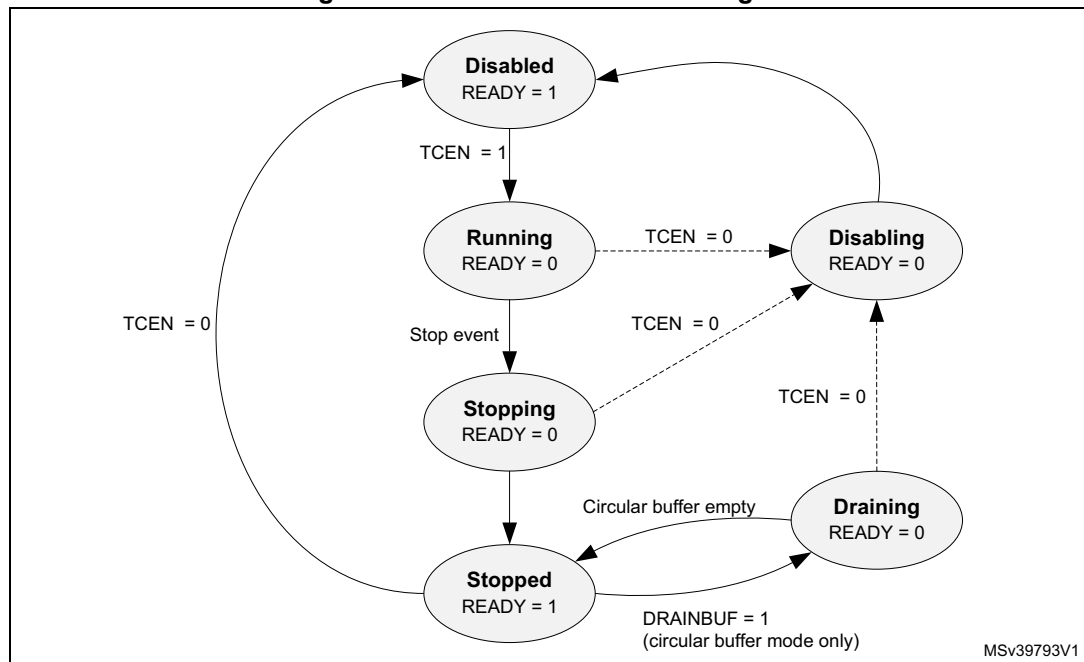 Disabled
READY = 1
TCEN = 1
Running
READY = 0
TCEN = 0
Disabling
READY = 0
TCEN = 0
Stop event
TCEN = 0
Stopping
READY = 0
TCEN = 0
Circular buffer empty
Draining
READY = 0
Stopped
READY = 1
DRAINBUF = 1
(circular buffer mode only)
MSv39793V1